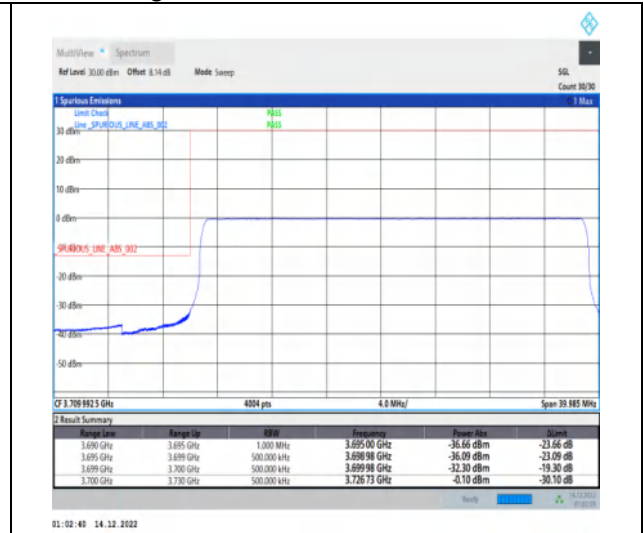 MultiView Spectrum
Ref Level 30.00 dBm Offset 8.14 dB Mode Sweep SGL
Count 30/30
1 Spurious Emissions 1 Max
Limit Check PASS
Line _SPURIOUS_LINE_ABS_002 PASS
30 dBm
20 dBm
10 dBm
0 dBm
_SPURIOUS_LINE_ABS_002
-20 dBm
-30 dBm
-40 dBm
-50 dBm
CF 3.709 992 5 GHz 4004 pts 4.0 MHz/ Span 39.985 MHz
2 Result Summary
Range Low Range Up RBW Frequency Power Abs ΔLimit
3.690 GHz 3.695 GHz 1.000 MHz 3.695 00 GHz -36.66 dBm -23.66 dB
3.695 GHz 3.699 GHz 500.000 kHz 3.698 98 GHz -36.09 dBm -23.09 dB
3.699 GHz 3.700 GHz 500.000 kHz 3.699 98 GHz -32.30 dBm -19.30 dB
3.700 GHz 3.730 GHz 500.000 kHz 3.726 73 GHz -0.10 dBm -30.10 dB
Ready 14.12.2022
01:02:40 14.12.2022